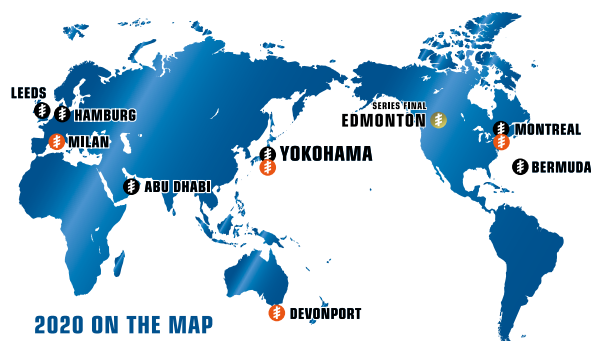 LEEDS
HAMBURG
MILAN
ABU DHABI
YOKOHAMA
SERIES FINAL
EDMONTON
MONTREAL
BERMUDA
DEVONPORT
2020 ON THE MAP